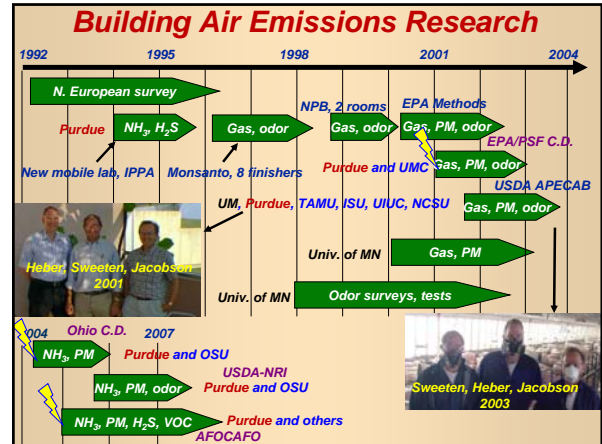 Building Air Emissions Research
1992 1995 1998 2001 2004
N. European survey
NPB, 2 rooms EPA Methods
Purdue NH₃, H₂S Gas, odor Gas, odor Gas, PM, odor
EPA/PSF C.D.
New mobile lab, IPPA Monsanto, 8 finishers Purdue and UMC Gas, PM, odor
USDA APECAB
UM, Purdue, TAMU, ISU, UIUC, NCSU Gas, PM, odor
Heber, Sweeten, Jacobson
2001
Univ. of MN Gas, PM
Univ. of MN Odor surveys, tests
2004 Ohio C.D. 2007
NH₃, PM Purdue and OSU
USDA-NRI
NH₃, PM, odor Purdue and OSU
NH₃, PM, H₂S, VOC Purdue and others
AFOCAFO
Sweeten, Heber, Jacobson
2003